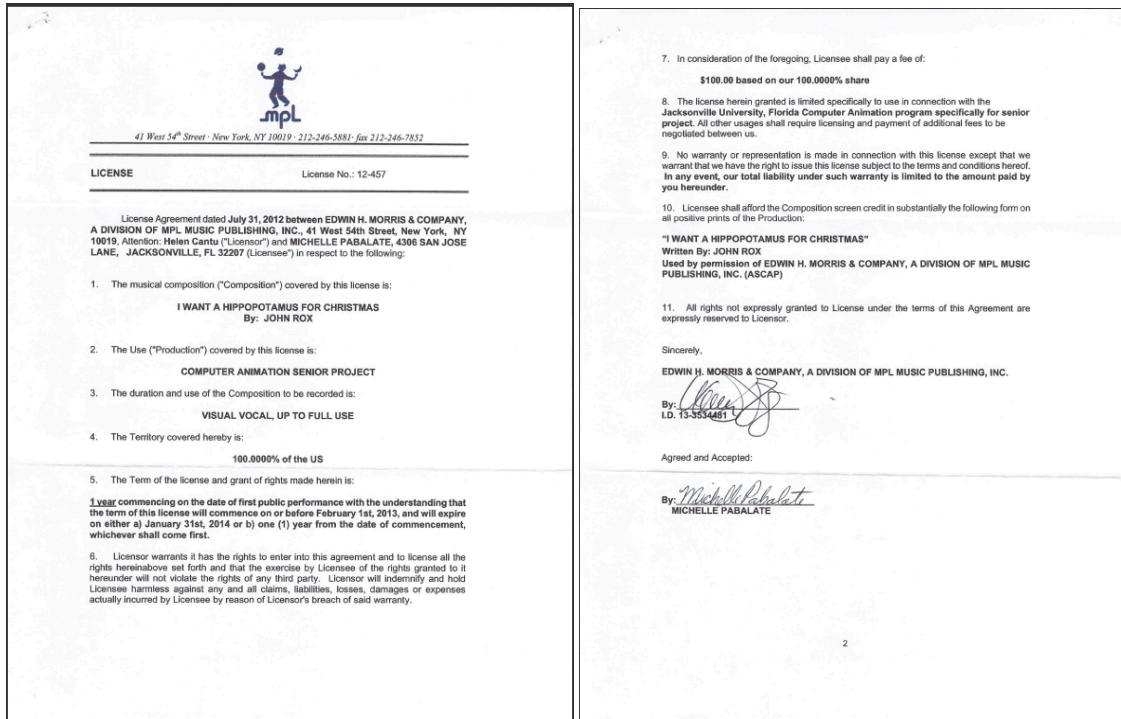 mpl
41 West 54th Street · New York, NY 10019 · 212-246-5881· fax 212-246-7852
LICENSE License No.: 12-457
License Agreement dated July 31, 2012 between EDWIN H. MORRIS & COMPANY,
A DIVISION OF MPL MUSIC PUBLISHING, INC., 41 West 54th Street, New York, NY
10019, Attention: Helen Cantu ("Licensor") and MICHELLE PABALATE, 4306 SAN JOSE
LANE, JACKSONVILLE, FL 32207 (Licensee") in respect to the following:
1. The musical composition ("Composition") covered by this license is:
I WANT A HIPPOPOTAMUS FOR CHRISTMAS
By: JOHN ROX
2. The Use ("Production") covered by this license is:
COMPUTER ANIMATION SENIOR PROJECT
3. The duration and use of the Composition to be recorded is:
VISUAL VOCAL, UP TO FULL USE
4. The Territory covered hereby is:
100.0000% of the US
5. The Term of the license and grant of rights made herein is:
1 year commencing on the date of first public performance with the understanding that
the term of this license will commence on or before February 1st, 2013, and will expire
on either a) January 31st, 2014 or b) one (1) year from the date of commencement,
whichever shall come first.
6. Licensor warrants it has the rights to enter into this agreement and to license all the
rights hereinabove set forth and that the exercise by Licensee of the rights granted to it
hereunder will not violate the rights of any third party. Licensor will indemnify and hold
Licensee harmless against any and all claims, liabilities, losses, damages or expenses
actually incurred by Licensee by reason of Licensor's breach of said warranty.
7. In consideration of the foregoing, Licensee shall pay a fee of:
$100.00 based on our 100.0000% share
8. The license herein granted is limited specifically to use in connection with the
Jacksonville University, Florida Computer Animation program specifically for senior
project. All other usages shall require licensing and payment of additional fees to be
negotiated between us.
9. No warranty or representation is made in connection with this license except that we
warrant that we have the right to issue this license subject to the terms and conditions hereof.
In any event, our total liability under such warranty is limited to the amount paid by
you hereunder.
10. Licensee shall afford the Composition screen credit in substantially the following form on
all positive prints of the Production:
"I WANT A HIPPOPOTAMUS FOR CHRISTMAS"
Written By: JOHN ROX
Used by permission of EDWIN H. MORRIS & COMPANY, A DIVISION OF MPL MUSIC
PUBLISHING, INC. (ASCAP)
11. All rights not expressly granted to License under the terms of this Agreement are
expressly reserved to Licensor.
Sincerely,
EDWIN H. MORRIS & COMPANY, A DIVISION OF MPL MUSIC PUBLISHING, INC.
By:
I.D. 13-3534481
Agreed and Accepted:
By: Michelle Pabalate
MICHELLE PABALATE
2